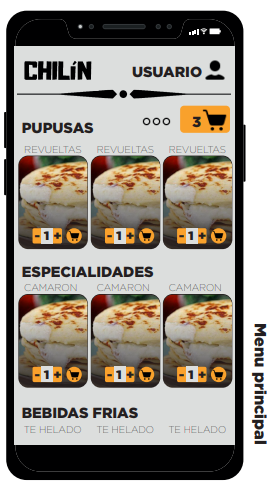 CHILíN
USUARIO
ooo 3
PUPUSAS
REVUELTAS REVUELTAS REVUELTAS
- 1 + - 1 + - 1 +
ESPECIALIDADES
CAMARON CAMARON CAMARON
- 1 + - 1 + - 1 +
BEBIDAS FRIAS
TE HELADO TE HELADO TE HELADO
Menu principal